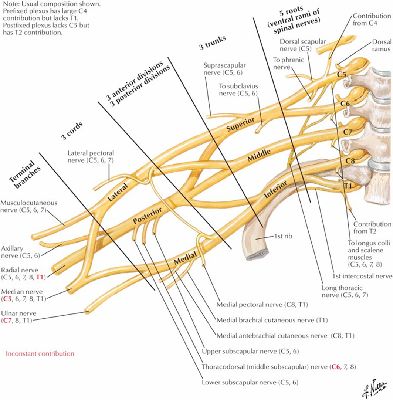 Note: Usual composition shown.
Prefixed plexus has large C4
contribution but lacks T1.
Postfixed plexus lacks C5 but
has T2 contribution.
5 roots
(ventral rami of
spinal nerves)
Contribution
from C4
Dorsal scapular
nerve (C5)
Dorsal
ramus
3 trunks
To phrenic
nerve
Suprascapular
nerve (C5, 6)
3 anterior divisions
3 posterior divisions
To subclavius
nerve (C5, 6)
C5
C6
C7
C8
T1
3 cords
Superior
Middle
Inferior
Lateral pectoral
nerve (C5, 6, 7)
Terminal
branches
Lateral
Posterior
Medial
Musculocutaneous
nerve (C5, 6, 7)
Axillary
nerve (C5, 6)
Radial nerve
(C5, 6, 7, 8, T1)
Median nerve
(C5, 6, 7, 8, T1)
Ulnar nerve
(C7, 8, T1)
Inconstant contribution
1st rib
Contribution
from T2
To longus colli
and scalene
muscles
(C5, 6, 7, 8)
1st intercostal nerve
Long thoracic
nerve (C5, 6, 7)
Medial pectoral nerve (C8, T1)
Medial brachial cutaneous nerve (T1)
Medial antebrachial cutaneous nerve (C8, T1)
Upper subscapular nerve (C5, 6)
Thoracodorsal (middle subscapular) nerve (C6, 7, 8)
Lower subscapular nerve (C5, 6)